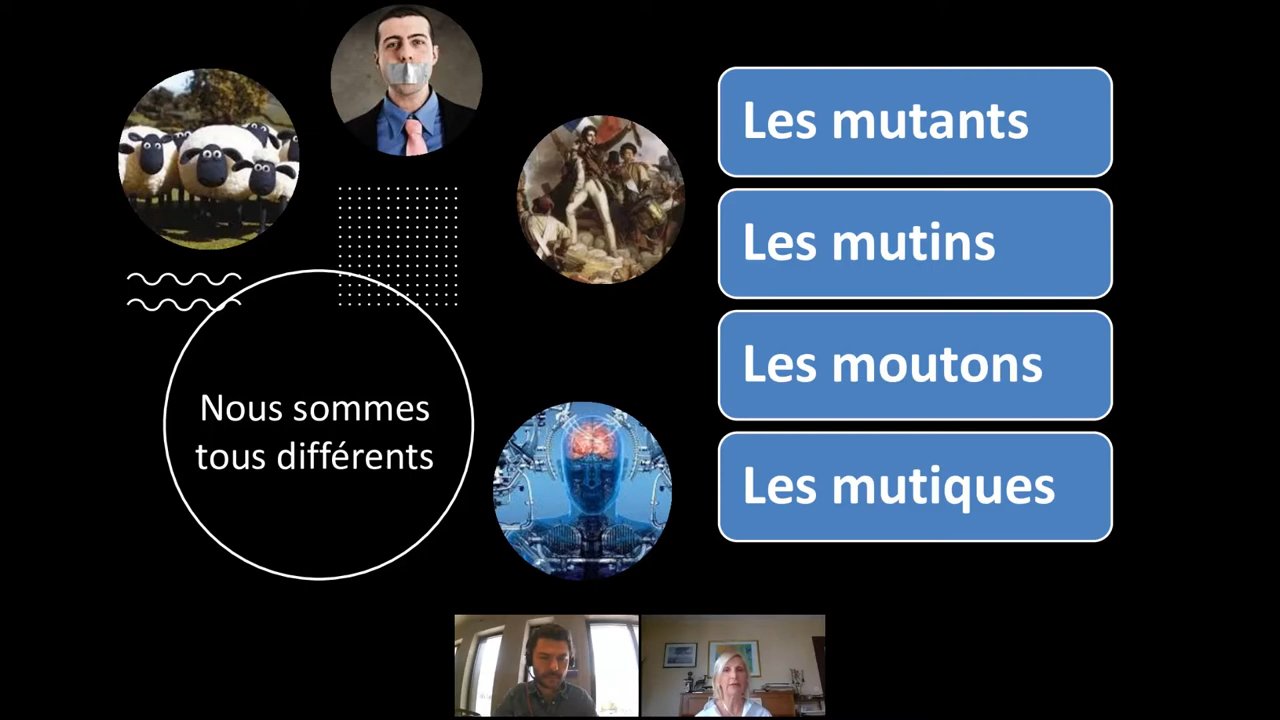 Nous sommes
tous différents
Les mutants
Les mutins
Les moutons
Les mutiques